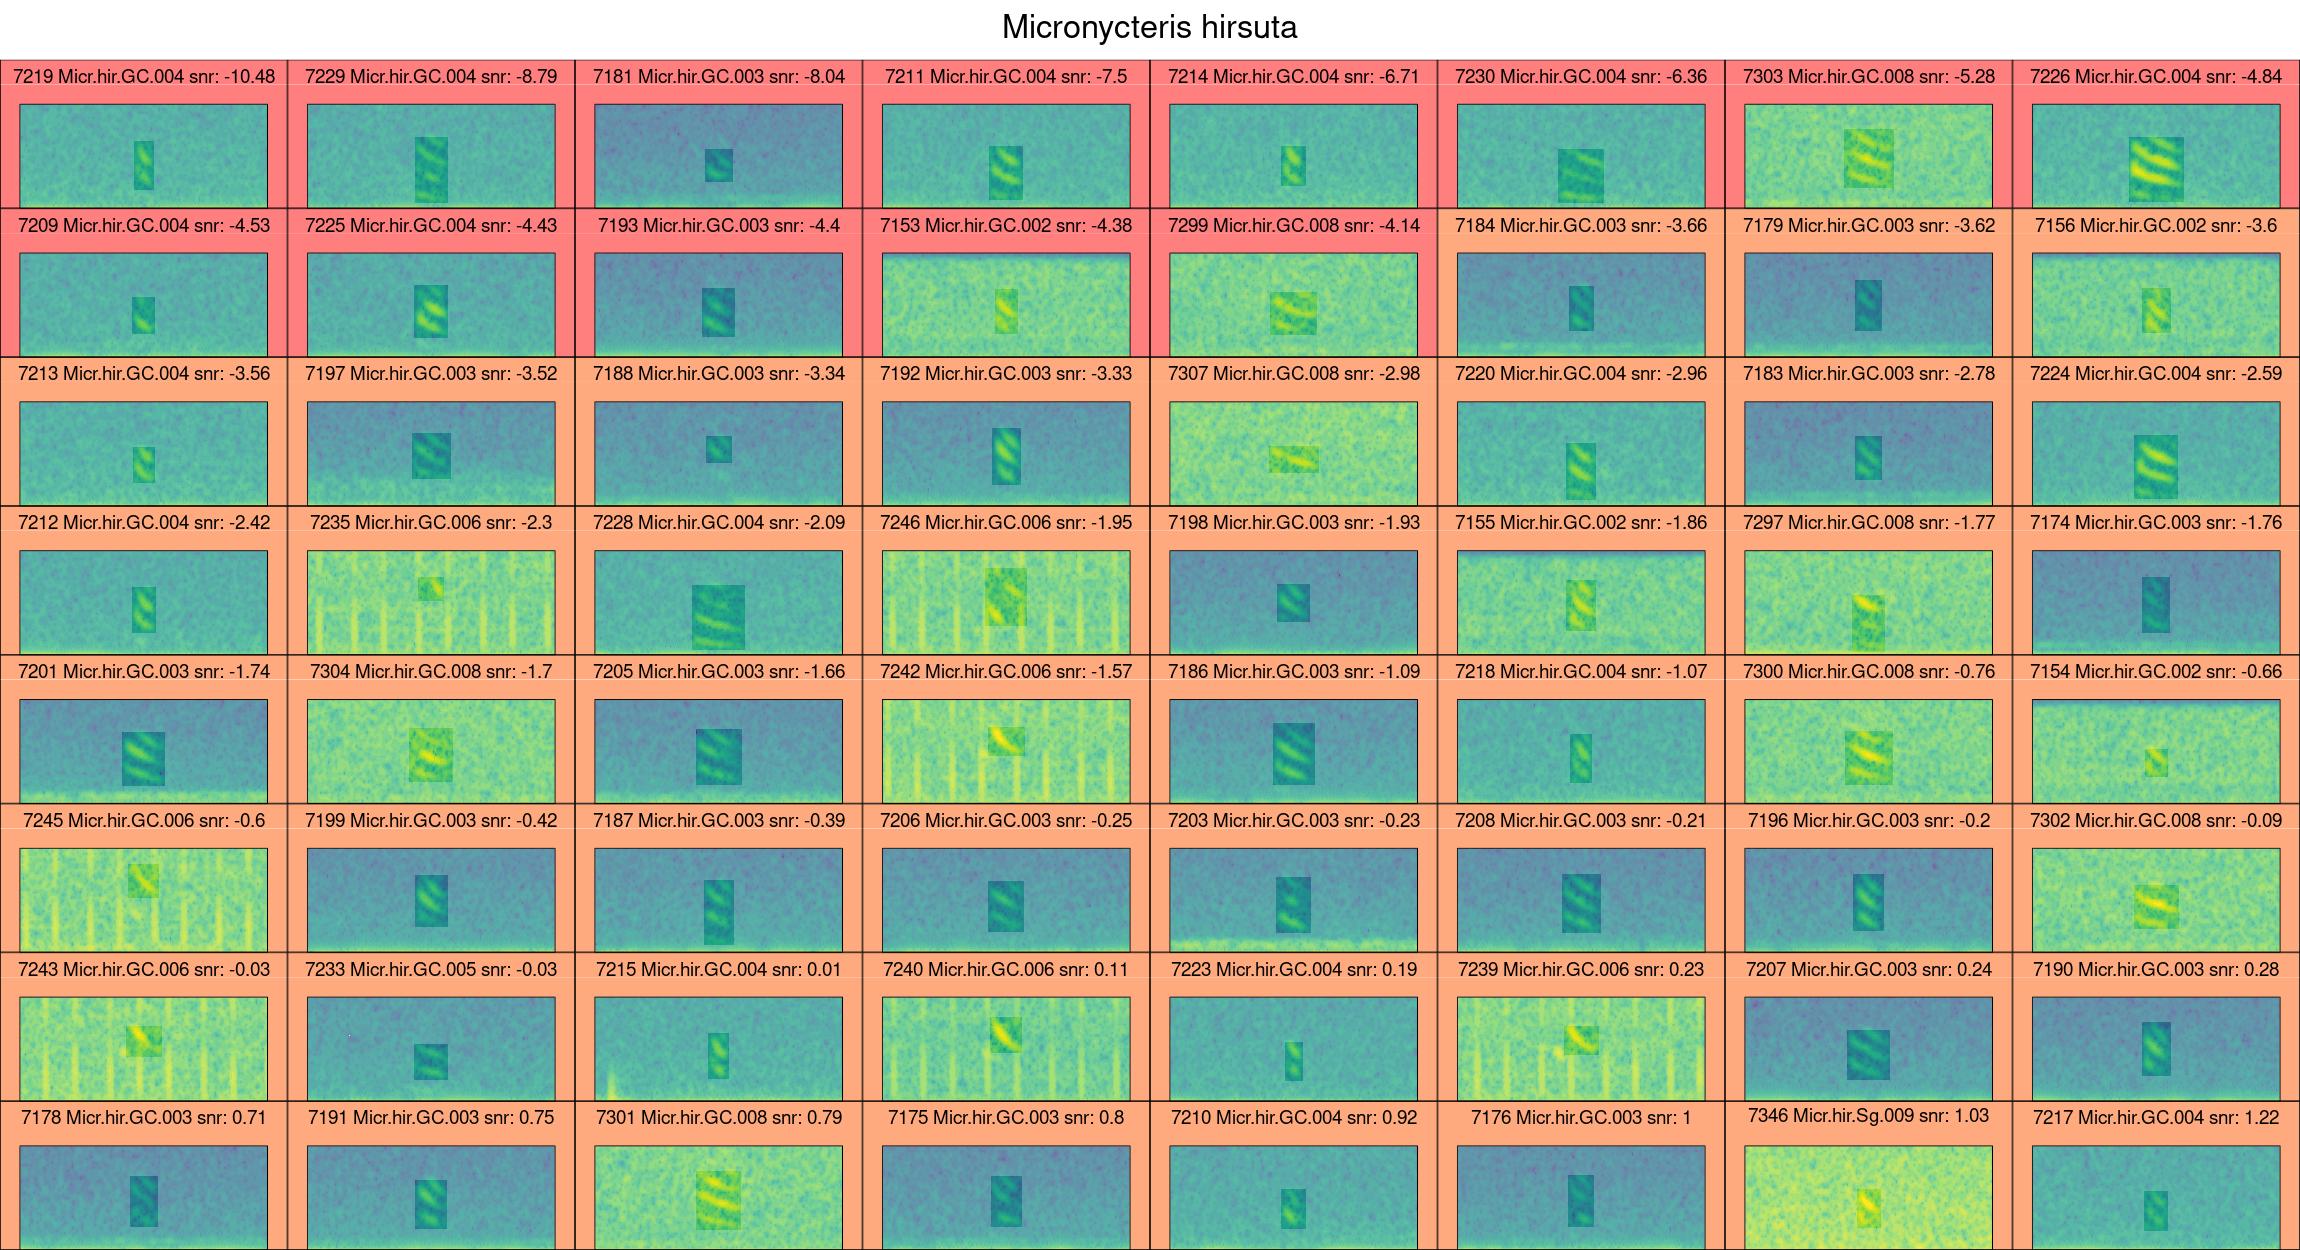 Micronycteris hirsuta
7219 Micr.hir.GC.004 snr: -10.48
7229 Micr.hir.GC.004 snr: -8.79
7181 Micr.hir.GC.003 snr: -8.04
7211 Micr.hir.GC.004 snr: -7.5
7214 Micr.hir.GC.004 snr: -6.71
7230 Micr.hir.GC.004 snr: -6.36
7303 Micr.hir.GC.008 snr: -5.28
7226 Micr.hir.GC.004 snr: -4.84
7209 Micr.hir.GC.004 snr: -4.53
7225 Micr.hir.GC.004 snr: -4.43
7193 Micr.hir.GC.003 snr: -4.4
7153 Micr.hir.GC.002 snr: -4.38
7299 Micr.hir.GC.008 snr: -4.14
7184 Micr.hir.GC.003 snr: -3.66
7179 Micr.hir.GC.003 snr: -3.62
7156 Micr.hir.GC.002 snr: -3.6
7213 Micr.hir.GC.004 snr: -3.56
7197 Micr.hir.GC.003 snr: -3.52
7188 Micr.hir.GC.003 snr: -3.34
7192 Micr.hir.GC.003 snr: -3.33
7307 Micr.hir.GC.008 snr: -2.98
7220 Micr.hir.GC.004 snr: -2.96
7183 Micr.hir.GC.003 snr: -2.78
7224 Micr.hir.GC.004 snr: -2.59
7212 Micr.hir.GC.004 snr: -2.42
7235 Micr.hir.GC.006 snr: -2.3
7228 Micr.hir.GC.004 snr: -2.09
7246 Micr.hir.GC.006 snr: -1.95
7198 Micr.hir.GC.003 snr: -1.93
7155 Micr.hir.GC.002 snr: -1.86
7297 Micr.hir.GC.008 snr: -1.77
7174 Micr.hir.GC.003 snr: -1.76
7201 Micr.hir.GC.003 snr: -1.74
7304 Micr.hir.GC.008 snr: -1.7
7205 Micr.hir.GC.003 snr: -1.66
7242 Micr.hir.GC.006 snr: -1.57
7186 Micr.hir.GC.003 snr: -1.09
7218 Micr.hir.GC.004 snr: -1.07
7300 Micr.hir.GC.008 snr: -0.76
7154 Micr.hir.GC.002 snr: -0.66
7245 Micr.hir.GC.006 snr: -0.6
7199 Micr.hir.GC.003 snr: -0.42
7187 Micr.hir.GC.003 snr: -0.39
7206 Micr.hir.GC.003 snr: -0.25
7203 Micr.hir.GC.003 snr: -0.23
7208 Micr.hir.GC.003 snr: -0.21
7196 Micr.hir.GC.003 snr: -0.2
7302 Micr.hir.GC.008 snr: -0.09
7243 Micr.hir.GC.006 snr: -0.03
7233 Micr.hir.GC.005 snr: -0.03
7215 Micr.hir.GC.004 snr: 0.01
7240 Micr.hir.GC.006 snr: 0.11
7223 Micr.hir.GC.004 snr: 0.19
7239 Micr.hir.GC.006 snr: 0.23
7207 Micr.hir.GC.003 snr: 0.24
7190 Micr.hir.GC.003 snr: 0.28
7178 Micr.hir.GC.003 snr: 0.71
7191 Micr.hir.GC.003 snr: 0.75
7301 Micr.hir.GC.008 snr: 0.79
7175 Micr.hir.GC.003 snr: 0.8
7210 Micr.hir.GC.004 snr: 0.92
7176 Micr.hir.GC.003 snr: 1
7346 Micr.hir.Sg.009 snr: 1.03
7217 Micr.hir.GC.004 snr: 1.22